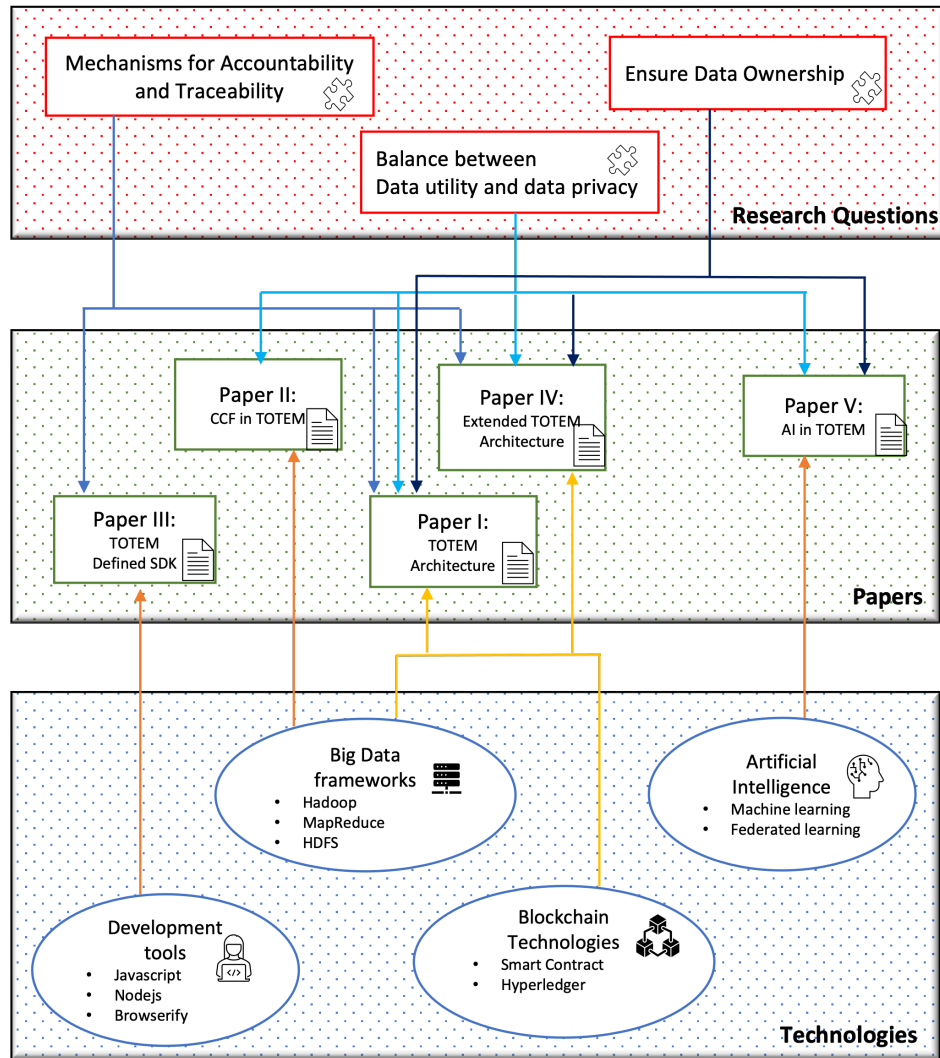 Mechanisms for Accountability
and Traceability
Ensure Data Ownership
Balance between
Data utility and data privacy
Research Questions
Paper II:
CCF in TOTEM
Paper IV:
Extended TOTEM
Architecture
Paper V:
AI in TOTEM
Paper III:
TOTEM
Defined SDK
Paper I:
TOTEM
Architecture
Papers
Big Data
frameworks
• Hadoop
• MapReduce
• HDFS
Artificial
Intelligence
• Machine learning
• Federated learning
Development
tools
• Javascript
• Nodejs
• Browserify
Blockchain
Technologies
• Smart Contract
• Hyperledger
Technologies